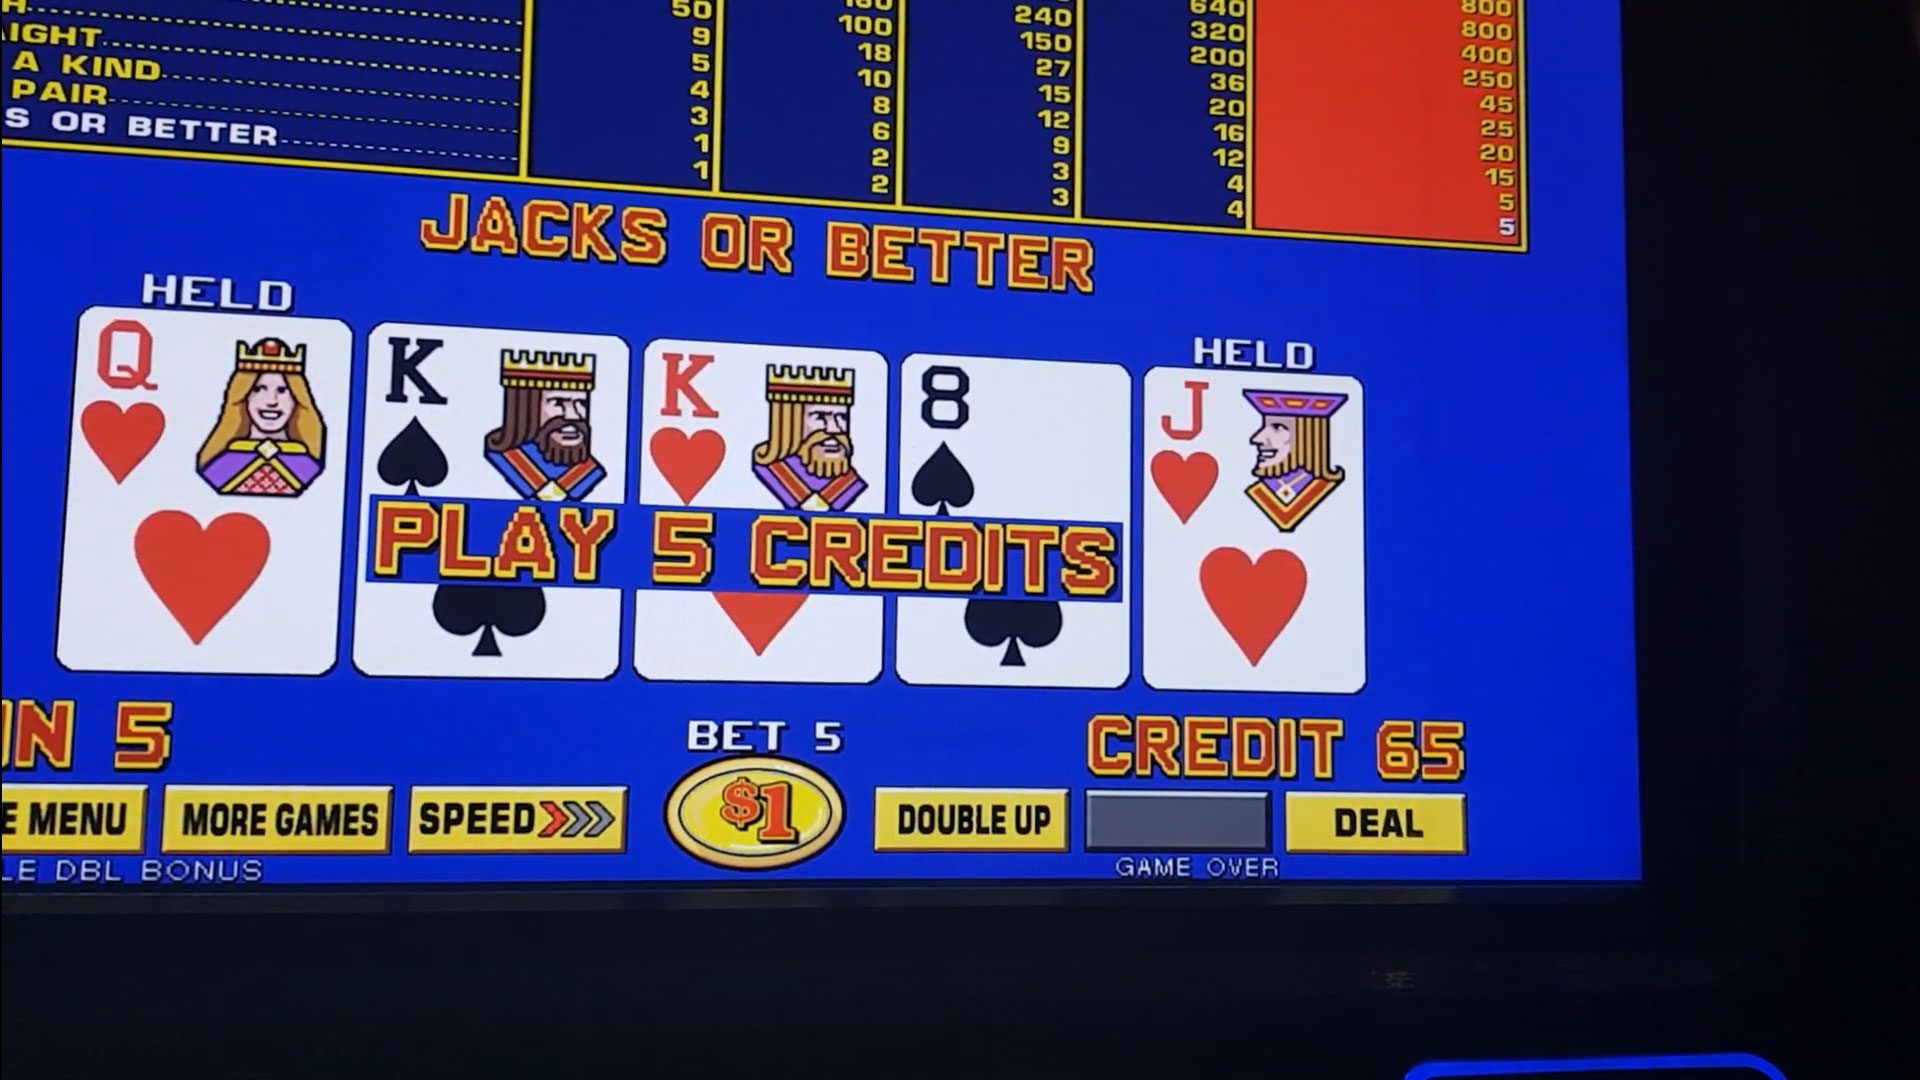 50 100 240 640 800
IGHT 9 18 150 320 800
A KIND 5 10 27 200 400
PAIR 4 8 15 36 250
S OR BETTER 3 6 12 20 45
1 2 9 16 25
1 2 3 12 20
3 4 15
4 5
5
JACKS OR BETTER
HELD HELD
Q K K 8 J
PLAY 5 CREDITS
IN 5 BET 5 CREDIT 65
E MENU MORE GAMES SPEED $1 DOUBLE UP DEAL
LE DBL BONUS GAME OVER